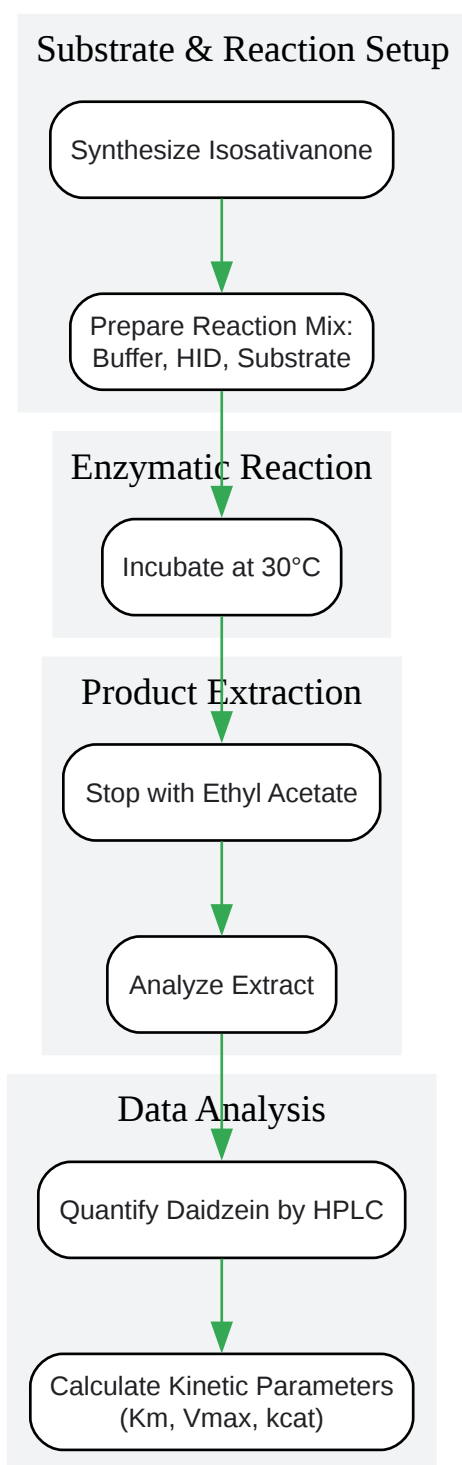 Substrate & Reaction Setup
Synthesize Isosativanone
Prepare Reaction Mix:
Buffer, HID, Substrate
Enzymatic Reaction
Incubate at 30°C
Product Extraction
Stop with Ethyl Acetate
Analyze Extract
Data Analysis
Quantify Daidzein by HPLC
Calculate Kinetic Parameters
(Km, Vmax, kcat)